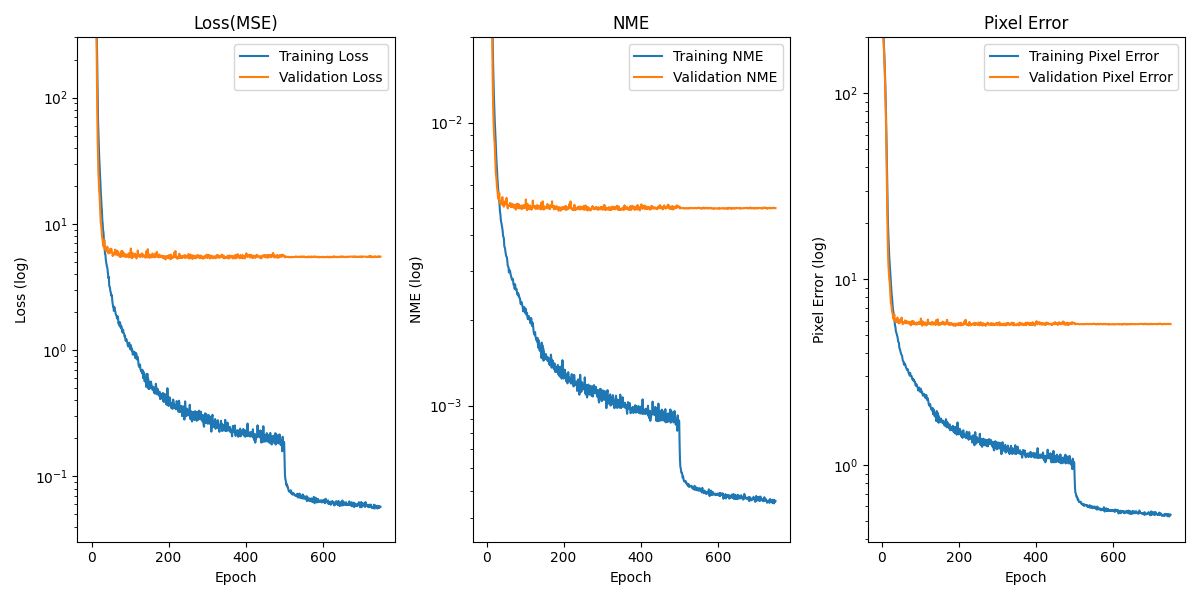 Loss(MSE)
Training Loss
Validation Loss
10²
10¹
10⁰
10⁻¹
Loss (log)
0 200 400 600
Epoch
NME
Training NME
Validation NME
10⁻²
10⁻³
NME (log)
0 200 400 600
Epoch
Pixel Error
Training Pixel Error
Validation Pixel Error
10²
10¹
10⁰
Pixel Error (log)
0 200 400 600
Epoch